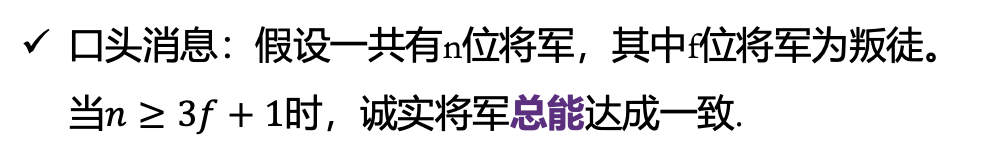 ✓ 口头消息：假设一共有n位将军，其中f位将军为叛徒。
当n ≥ 3f + 1时，诚实将军总能达成一致.